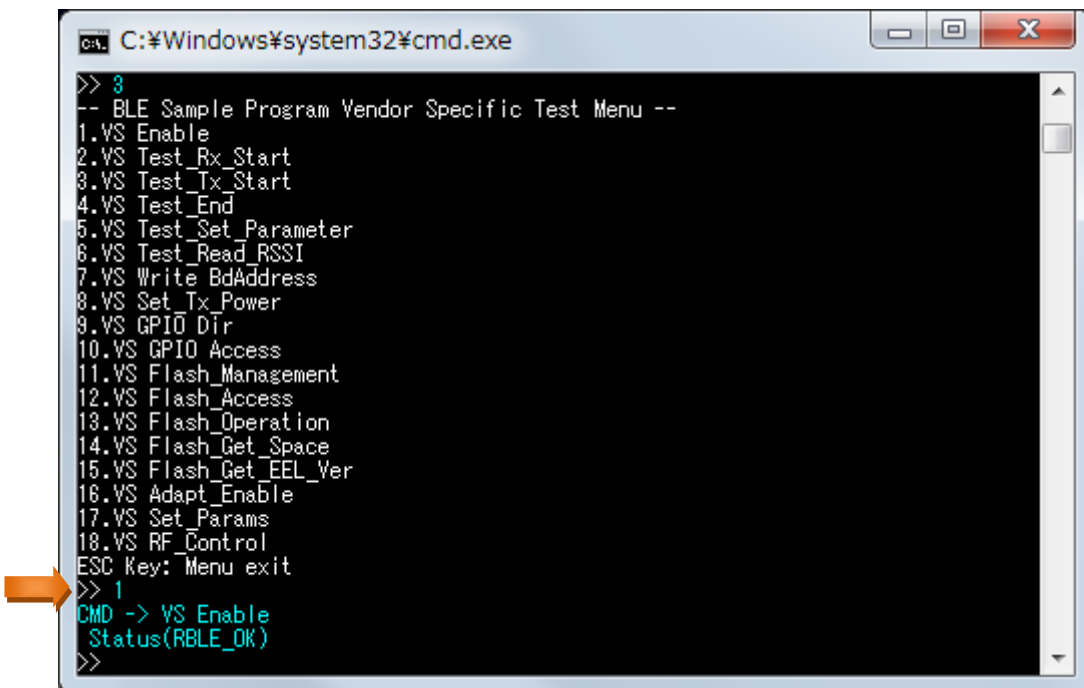 C:¥Windows¥system32¥cmd.exe
>> 3
-- BLE Sample Program Vendor Specific Test Menu --
1.VS Enable
2.VS Test_Rx_Start
3.VS Test_Tx_Start
4.VS Test_End
5.VS Test_Set_Parameter
6.VS Test_Read_RSSI
7.VS Write BdAddress
8.VS Set_Tx_Power
9.VS GPIO Dir
10.VS GPIO Access
11.VS Flash_Management
12.VS Flash_Access
13.VS Flash_Operation
14.VS Flash_Get_Space
15.VS Flash_Get_EEL_Ver
16.VS Adapt_Enable
17.VS Set_Params
18.VS RF_Control
ESC Key: Menu exit
>> 1
CMD -> VS Enable
Status(RBLE_OK)
>>